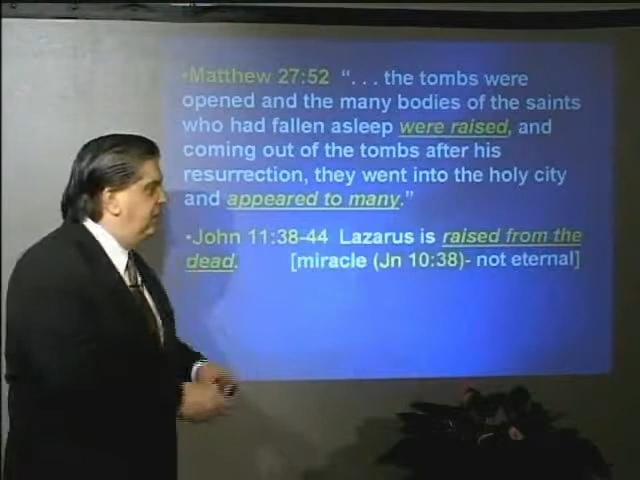 •Matthew 27:52 “. . . the tombs were
opened and the many bodies of the saints
who had fallen asleep were raised, and
coming out of the tombs after his
resurrection, they went into the holy city
and appeared to many.”
•John 11:38-44 Lazarus is raised from the
dead. [miracle (Jn 10:38)- not eternal]